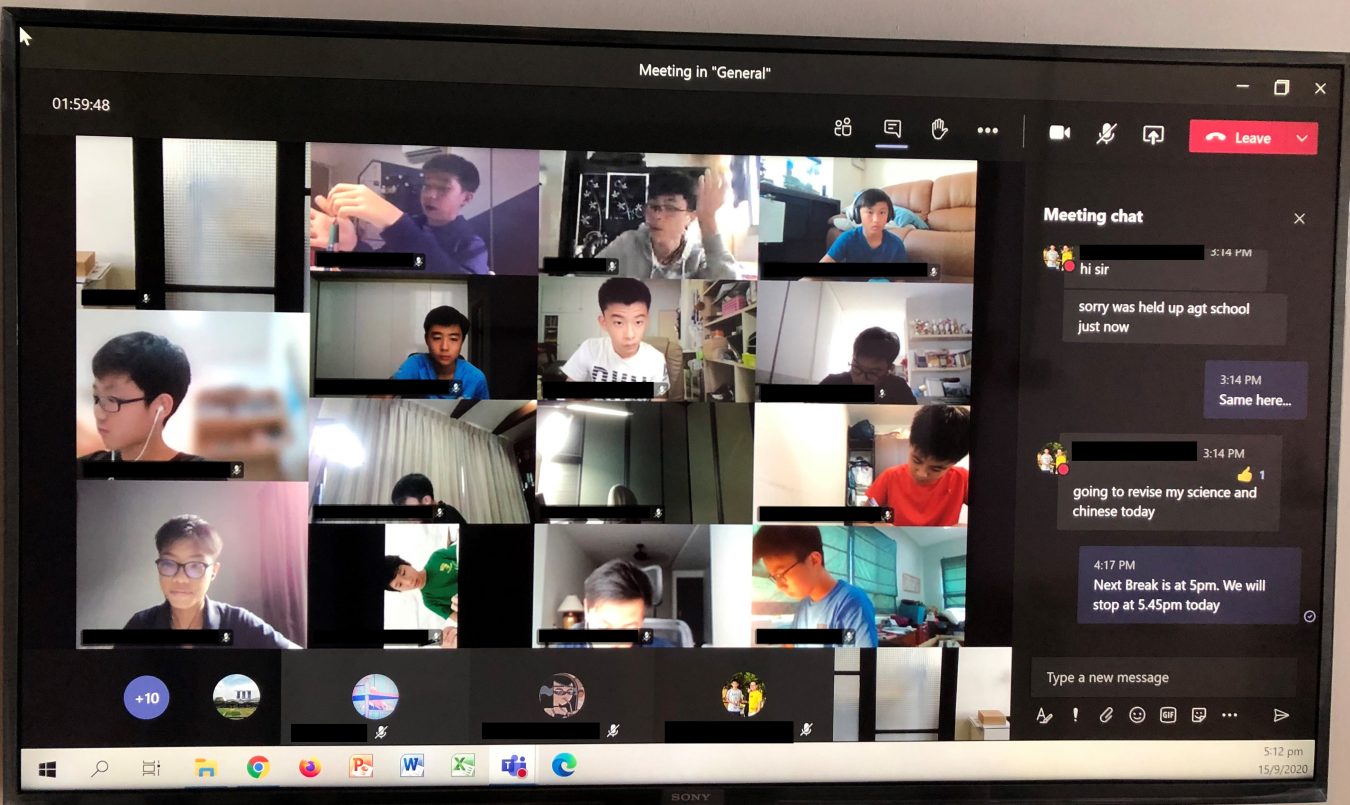 Meeting in "General"
01:59:48
Leave
Meeting chat
3:14 PM
hi sir
sorry was held up agt school
just now
3:14 PM
Same here...
3:14 PM
1
going to revise my science and
chinese today
4:17 PM
Next Break is at 5pm. We will
stop at 5.45pm today
+10
Type a new message
GIF
5:12 pm
15/9/2020
SONY